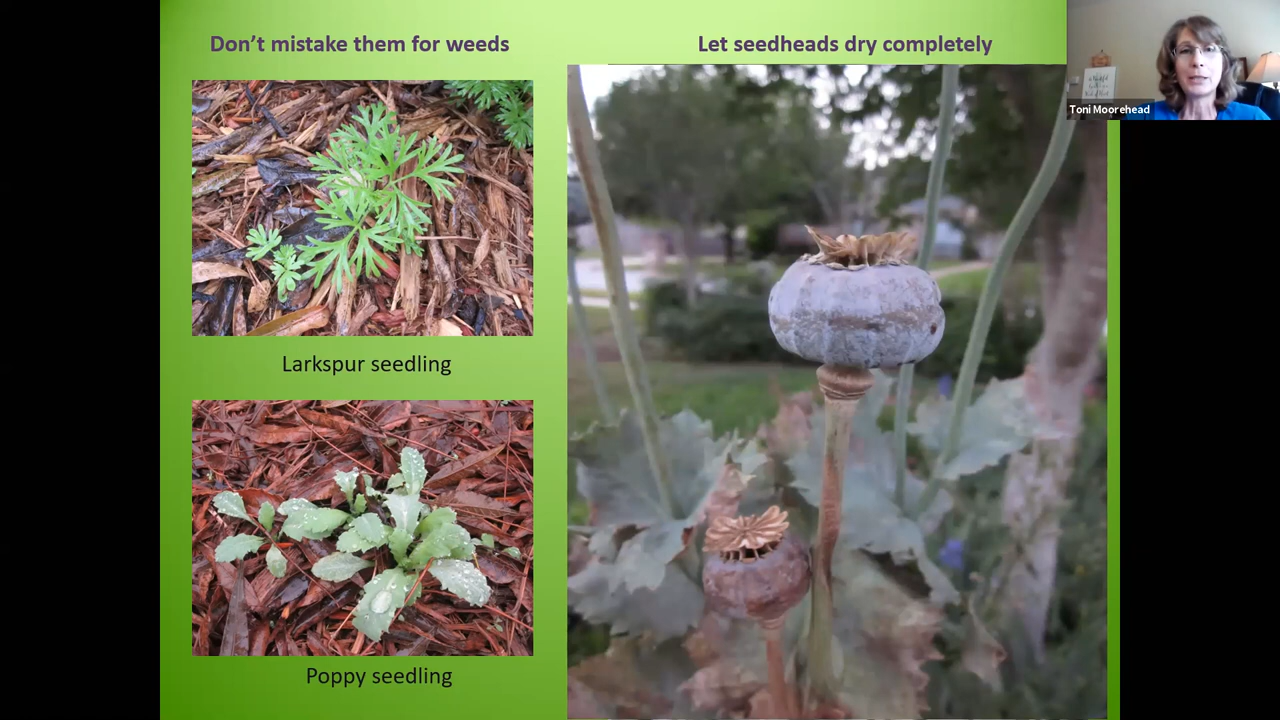 Don't mistake them for weeds
Let seedheads dry completely
Toni Moorehead
Larkspur seedling
Poppy seedling